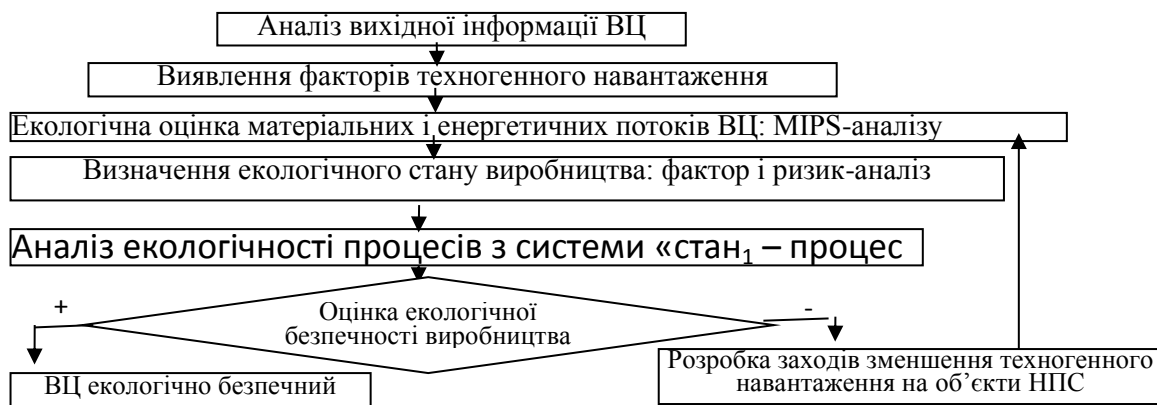 Аналіз вихідної інформації ВЦ
Виявлення факторів техногенного навантаження
Екологічна оцінка матеріальних і енергетичних потоків ВЦ: MIPS-аналізу
Визначення екологічного стану виробництва: фактор і ризик-аналіз
Аналіз екологічності процесів з системи «стан₁ – процес
+
Оцінка екологічної
безпечності виробництва
-
ВЦ екологічно безпечний
Розробка заходів зменшення техногенного
навантаження на об’єкти НПС